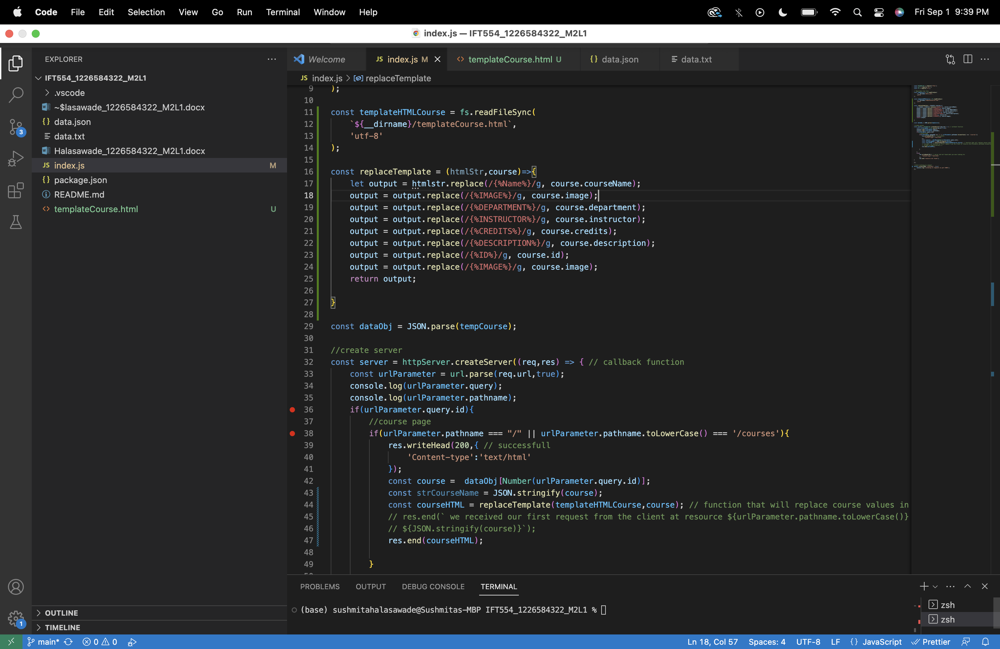 Code File Edit Selection View Go Run Terminal Window Help Fri Sep 1 9:39 PM
index.js — IFT554_1226584322_M2L1
EXPLORER
IFT554_1226584322_M2L1
.vscode
~$lasawade_1226584322_M2L1.docx
{} data.json
data.txt
Halasawade_1226584322_M2L1.docx
JS index.js M
{} package.json
README.md
<> templateCourse.html U
OUTLINE
TIMELINE
3
1
Welcome JS index.js M <> templateCourse.html U {} data.json data.txt
JS index.js > replaceTemplate
9 );
10
11 const templateHTMLCourse = fs.readFileSync(
12 `${__dirname}/templateCourse.html`,
13 'utf-8'
14 );
15
16 const replaceTemplate = (htmlStr,course)=>{
17 let output = htmlstr.replace(/{%Name%}/g, course.courseName);
18 output = output.replace(/{%IMAGE%}/g, course.image);
19 output = output.replace(/{%DEPARTMENT%}/g, course.department);
20 output = output.replace(/{%INSTRUCTOR%}/g, course.instructor);
21 output = output.replace(/{%CREDITS%}/g, course.credits);
22 output = output.replace(/{%DESCRIPTION%}/g, course.description);
23 output = output.replace(/{%ID%}/g, course.id);
24 output = output.replace(/{%IMAGE%}/g, course.image);
25 return output;
26
27 }
28
29 const dataObj = JSON.parse(tempCourse);
30
31 //create server
32 const server = httpServer.createServer((req,res) => { // callback function
33 const urlParameter = url.parse(req.url,true);
34 console.log(urlParameter.query);
35 console.log(urlParameter.pathname);
36 if(urlParameter.query.id){
37 //course page
38 if(urlParameter.pathname === "/" || urlParameter.pathname.toLowerCase() === '/courses'){
39 res.writeHead(200,{ // successfull
40 'Content-type':'text/html'
41 });
42 const course =  dataObj[Number(urlParameter.query.id)];
43 const strCourseName = JSON.stringify(course);
44 const courseHTML = replaceTemplate(templateHTMLCourse,course); // function that will replace course values in
45 // res.end(` we received our first request from the client at resource ${urlParameter.pathname.toLowerCase()}
46 // ${JSON.stringify(course)}`);
47 res.end(courseHTML);
48
49 }
PROBLEMS OUTPUT DEBUG CONSOLE TERMINAL
(base) sushmitahalasawade@Sushmitas-MBP IFT554_1226584322_M2L1 %
zsh
zsh
main* 0 0 Ln 18, Col 57 Spaces: 4 UTF-8 LF {} JavaScript Prettier